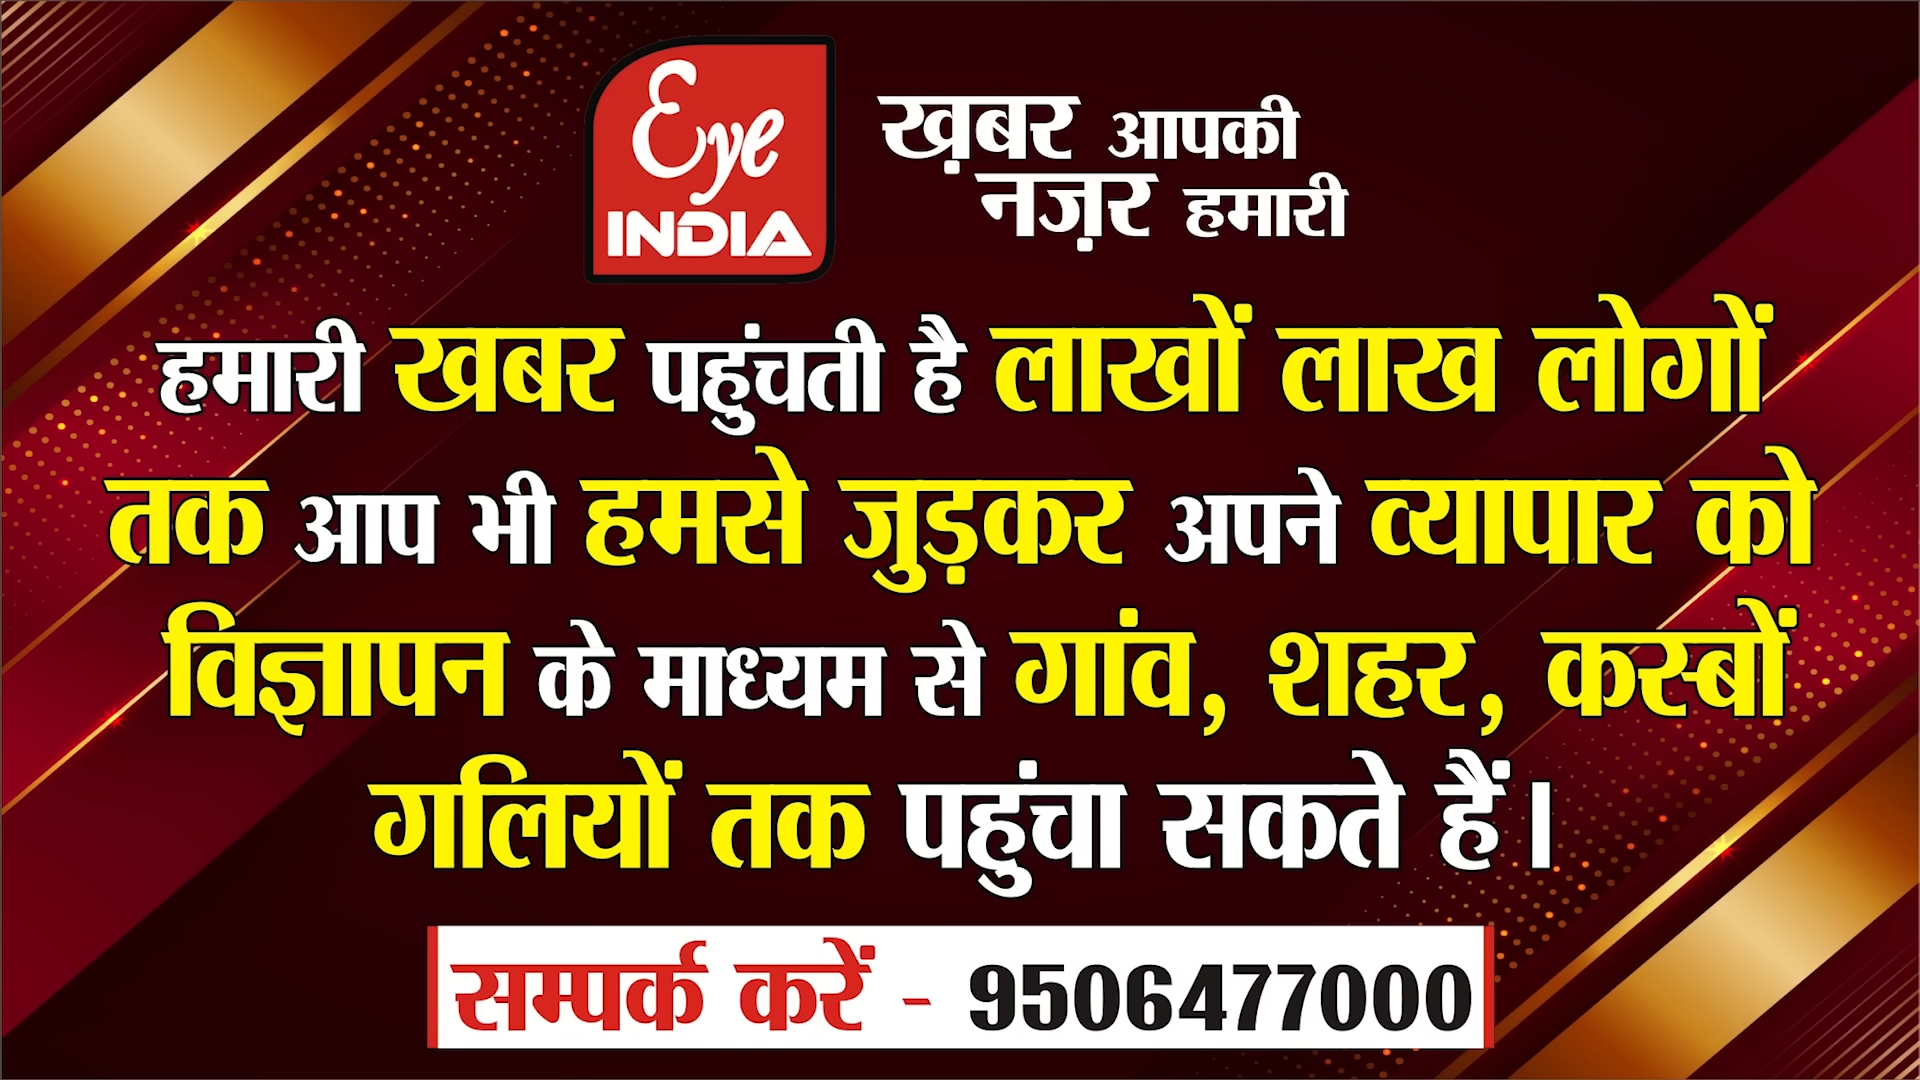 Eye
INDIA
ख़बर आपकी
नज़र हमारी
हमारी खबर पहुंचती है लाखों लाख लोगों
तक आप भी हमसे जुड़कर अपने व्यापार को
विज्ञापन के माध्यम से गांव, शहर, कस्बों
गलियों तक पहुंचा सकते हैं।
सम्पर्क करें - 9506477000